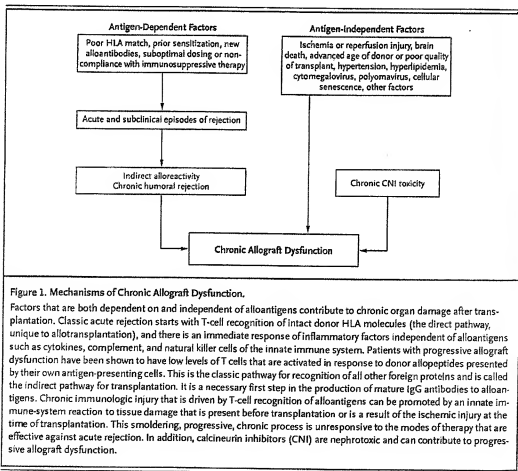 Antigen-Dependent Factors
Poor HLA match, prior sensitization, new
alloantibodies, suboptimal dosing or non-
compliance with immunosuppressive therapy
Antigen-Independent Factors
Ischemia or reperfusion injury, brain
death, advanced age of donor or poor quality
of transplant, hypertension, hyperlipidemia,
cytomegalovirus, polyomavirus, cellular
senescence, other factors
Acute and subclinical episodes of rejection
Indirect alloreactivity
Chronic humoral rejection
Chronic CNI toxicity
Chronic Allograft Dysfunction
Figure 1. Mechanisms of Chronic Allograft Dysfunction.
Factors that are both dependent on and independent of alloantigens contribute to chronic organ damage after trans-
plantation. Classic acute rejection starts with T-cell recognition of intact donor HLA molecules (the direct pathway,
unique to allotransplantation), and there is an immediate response of inflammatory factors independent of alloantigens
such as cytokines, complement, and natural killer cells of the innate immune system. Patients with progressive allograft
dysfunction have been shown to have low levels of T cells that are activated in response to donor allopeptides presented
by their own antigen-presenting cells. This is the classic pathway for recognition of all other foreign proteins and is called
the indirect pathway for transplantation. It is a necessary first step in the production of mature IgG antibodies to alloan-
tigens. Chronic immunologic injury that is driven by T-cell recognition of alloantigens can be promoted by an innate im-
mune-system reaction to tissue damage that is present before transplantation or is a result of the ischemic injury at the
time of transplantation. This smoldering, progressive, chronic process is unresponsive to the modes of therapy that are
effective against acute rejection. In addition, calcineurin inhibitors (CNI) are nephrotoxic and can contribute to progres-
sive allograft dysfunction.